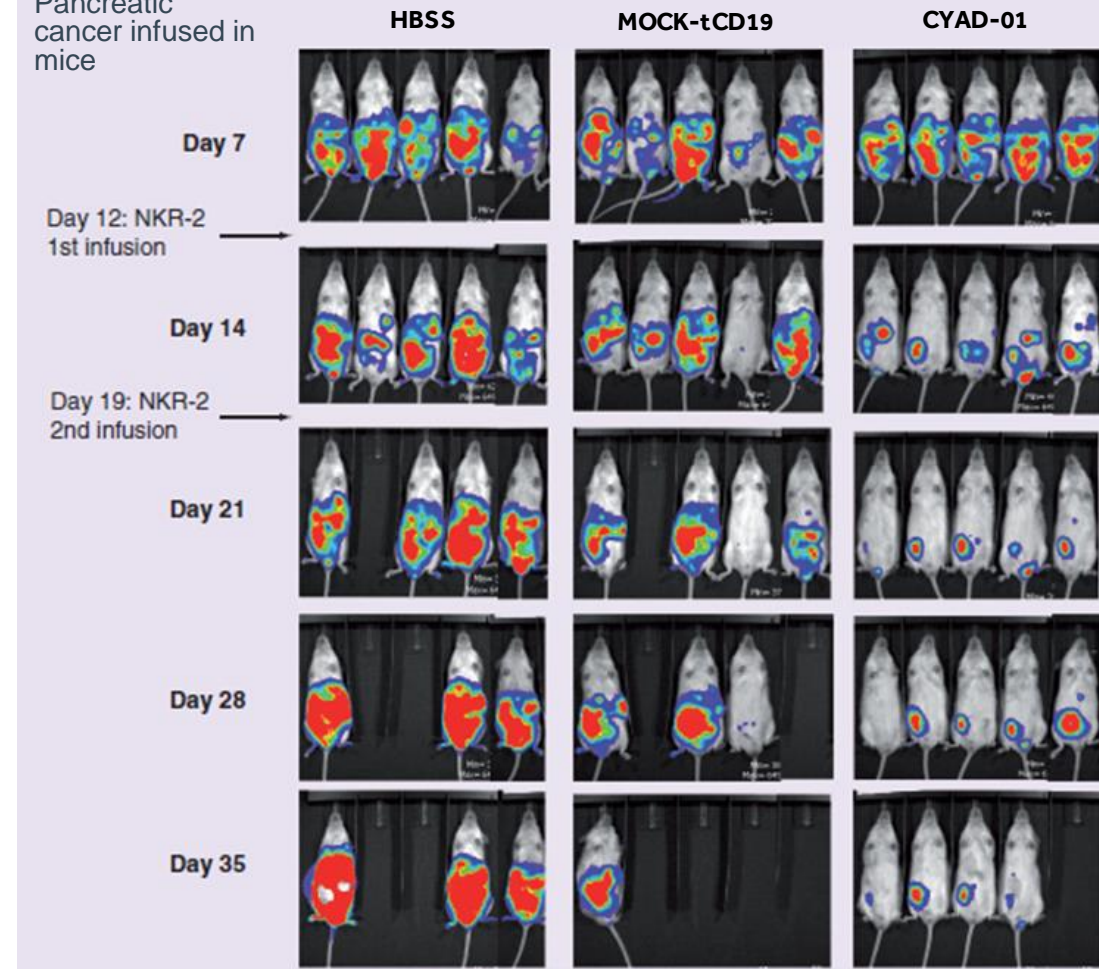 Pancreatic
cancer infused in
mice
HBSS
MOCK-tCD19
CYAD-01
Day 7
Day 12: NKR-2
1st infusion
Day 14
Day 19: NKR-2
2nd infusion
Day 21
Day 28
Day 35